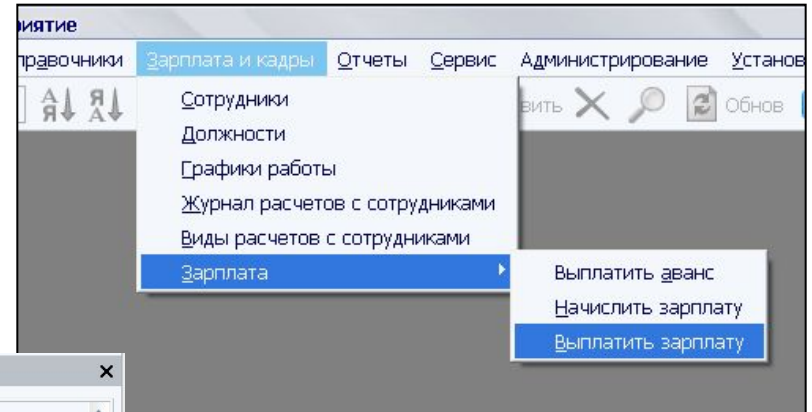 риятие
правочники Зарплата и кадры Отчеты Сервис Администрирование Установ
А Я Я А вить Обнов
Сотрудники
Должности
Графики работы
Журнал расчетов с сотрудниками
Виды расчетов с сотрудниками
Зарплата
Выплатить аванс
Начислить зарплату
Выплатить зарплату